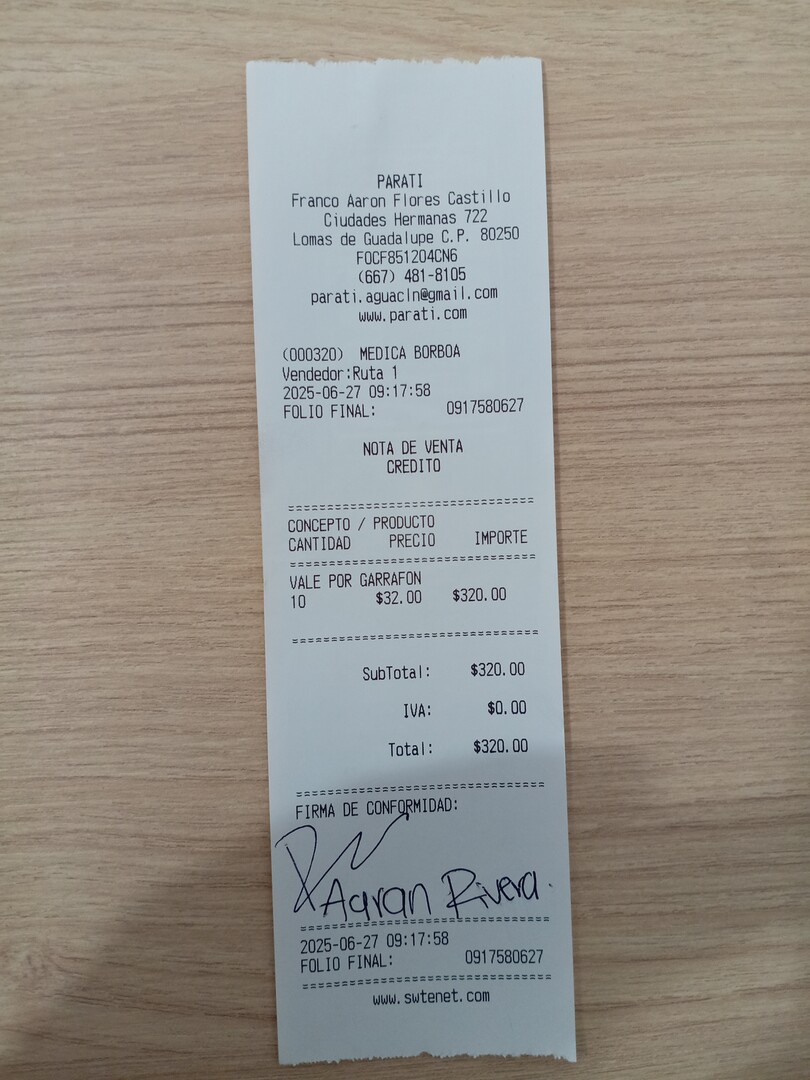 PARATI
Franco Aaron Flores Castillo
Ciudades Hermanas 722
Lomas de Guadalupe C.P. 80250
FOCF851204CN6
(667) 481-8105
parati.aguacln@gmail.com
www.parati.com
(000320) MEDICA BORBOA
Vendedor:Ruta 1
2025-06-27 09:17:58
FOLIO FINAL: 0917580627
NOTA DE VENTA
CREDITO
==================================
CONCEPTO / PRODUCTO
CANTIDAD PRECIO IMPORTE
==================================
VALE POR GARRAFON
10 $32.00 $320.00
==================================
SubTotal: $320.00
IVA: $0.00
Total: $320.00
==================================
FIRMA DE CONFORMIDAD:
Aaran Rivera.
==================================
2025-06-27 09:17:58
FOLIO FINAL: 0917580627
==================================
www.swtenet.com